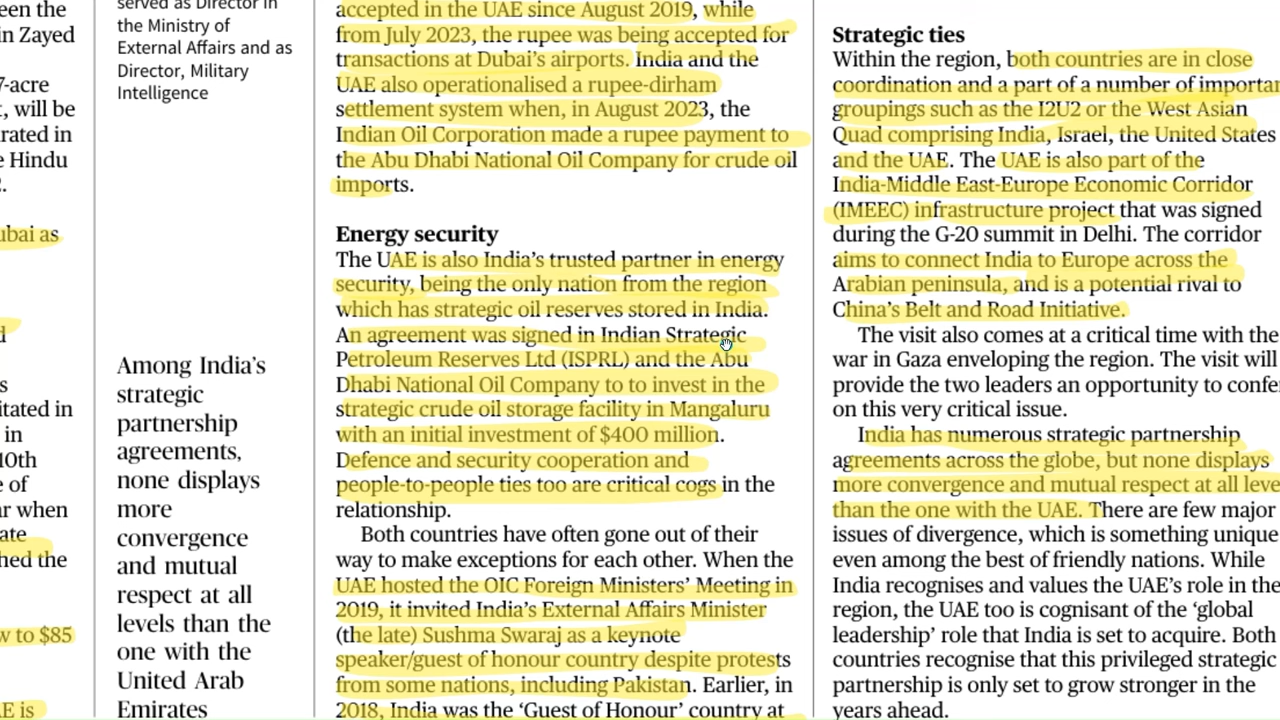 een the
in Zayed
7-acre
t, will be
rated in
e Hindu
2.
ubai as
d
s
itated in
in
10th
e of
ar when
ate
ned the
w to $85
AE is
served as Director in
the Ministry of
External Affairs and as
Director, Military
Intelligence
Among India’s
strategic
partnership
agreements,
none displays
more
convergence
and mutual
respect at all
levels than the
one with the
United Arab
Emirates
accepted in the UAE since August 2019, while
from July 2023, the rupee was being accepted for
transactions at Dubai’s airports. India and the
UAE also operationalised a rupee-dirham
settlement system when, in August 2023, the
Indian Oil Corporation made a rupee payment to
the Abu Dhabi National Oil Company for crude oil
imports.
Energy security
The UAE is also India’s trusted partner in energy
security, being the only nation from the region
which has strategic oil reserves stored in India.
An agreement was signed in Indian Strategic
Petroleum Reserves Ltd (ISPRL) and the Abu
Dhabi National Oil Company to to invest in the
strategic crude oil storage facility in Mangaluru
with an initial investment of $400 million.
Defence and security cooperation and
people-to-people ties too are critical cogs in the
relationship.
Both countries have often gone out of their
way to make exceptions for each other. When the
UAE hosted the OIC Foreign Ministers’ Meeting in
2019, it invited India’s External Affairs Minister
(the late) Sushma Swaraj as a keynote
speaker/guest of honour country despite protests
from some nations, including Pakistan. Earlier, in
2018, India was the ‘Guest of Honour’ country at
Strategic ties
Within the region, both countries are in close
coordination and a part of a number of importan
groupings such as the I2U2 or the West Asian
Quad comprising India, Israel, the United States
and the UAE. The UAE is also part of the
India-Middle East-Europe Economic Corridor
(IMEEC) infrastructure project that was signed
during the G-20 summit in Delhi. The corridor
aims to connect India to Europe across the
Arabian peninsula, and is a potential rival to
China’s Belt and Road Initiative.
The visit also comes at a critical time with the
war in Gaza enveloping the region. The visit will
provide the two leaders an opportunity to confe
on this very critical issue.
India has numerous strategic partnership
agreements across the globe, but none displays
more convergence and mutual respect at all leve
than the one with the UAE. There are few major
issues of divergence, which is something unique
even among the best of friendly nations. While
India recognises and values the UAE’s role in the
region, the UAE too is cognisant of the ‘global
leadership’ role that India is set to acquire. Both
countries recognise that this privileged strategic
partnership is only set to grow stronger in the
years ahead.